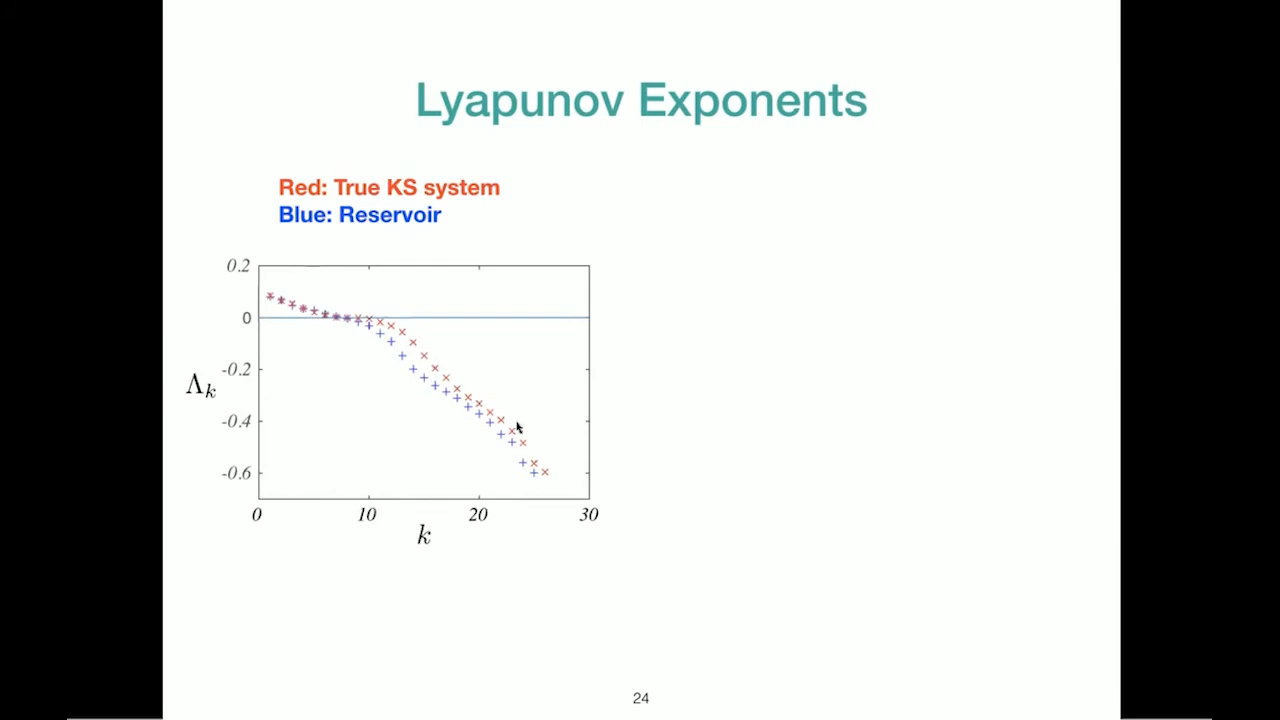 Lyapunov Exponents
Red: True KS system
Blue: Reservoir
0.2
0
-0.2
-0.4
-0.6
Λk
0 10 20 30
k
24